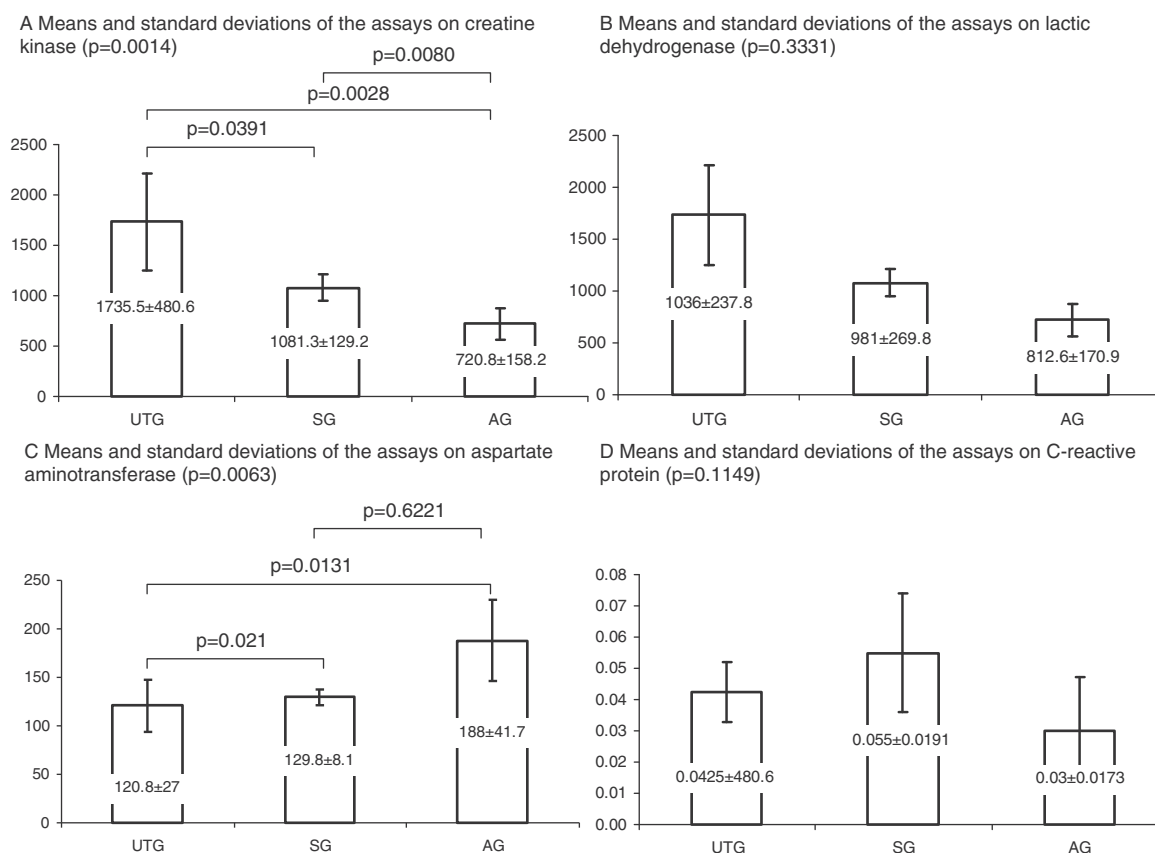 A Means and standard deviations of the assays on creatine
kinase (p=0.0014)
p=0.0080
p=0.0028
p=0.0391
2500
2000
1500
1000
500
0
1735.5±480.6
1081.3±129.2
720.8±158.2
UTG
SG
AG
B Means and standard deviations of the assays on lactic
dehydrogenase (p=0.3331)
2500
2000
1500
1000
500
0
1036±237.8
981±269.8
812.6±170.9
UTG
SG
AG
C Means and standard deviations of the assays on aspartate
aminotransferase (p=0.0063)
p=0.6221
p=0.0131
p=0.021
250
200
150
100
50
0
120.8±27
129.8±8.1
188±41.7
UTG
SG
AG
D Means and standard deviations of the assays on C-reactive
protein (p=0.1149)
0.08
0.07
0.06
0.05
0.04
0.03
0.02
0.01
0.00
0.0425±480.6
0.055±0.0191
0.03±0.0173
UTG
SG
AG